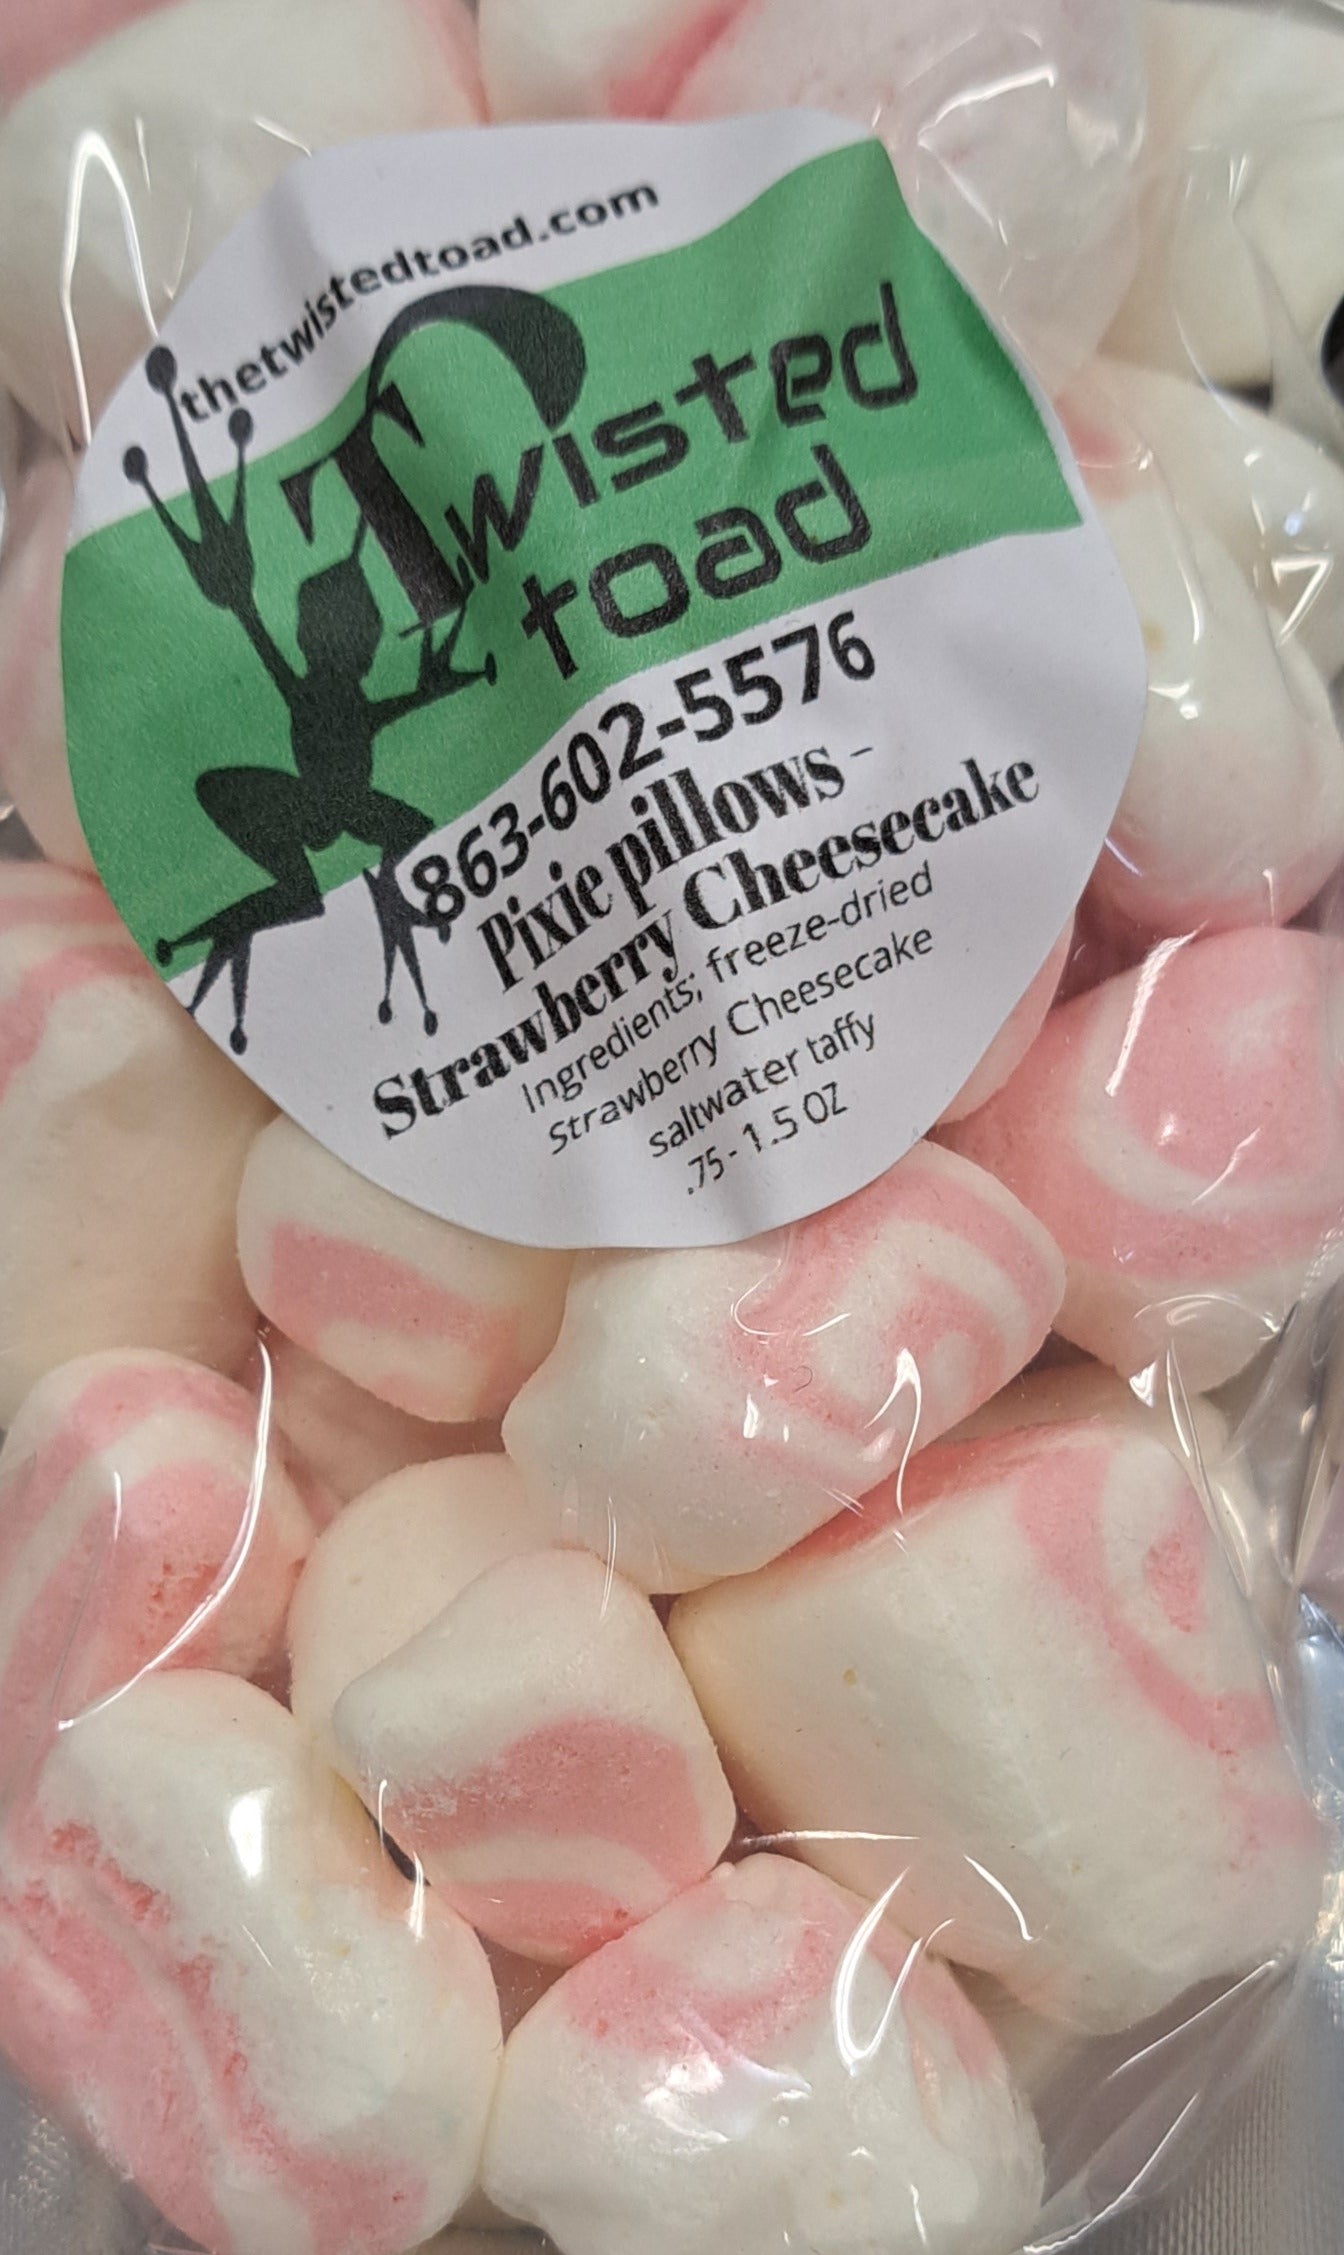 thetwistedtoad.com
Twisted
toad
863-602-5576
Pixie pillows -
Strawberry Cheesecake
Ingredients; freeze-dried
Strawberry Cheesecake
saltwater taffy
.75 - 1.5 OZ